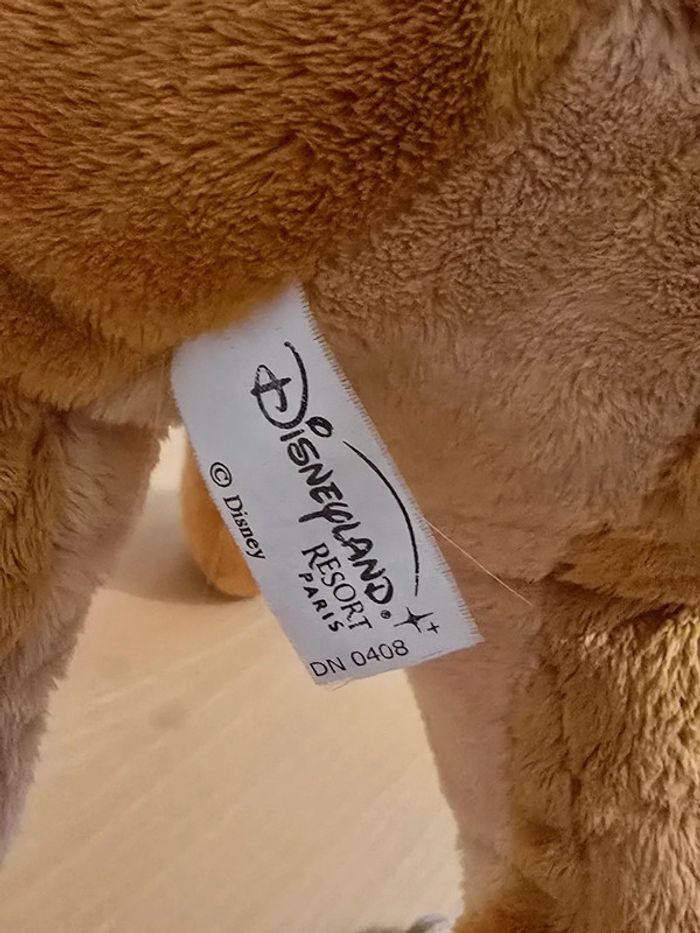 DISNEYLAND®
RESORT
PARIS
© Disney
DN 0408